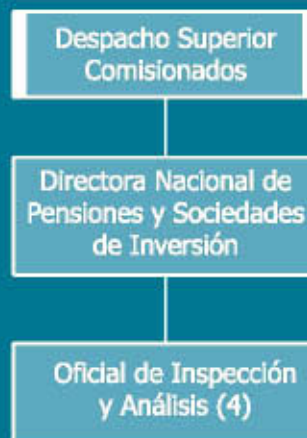 Despacho Superior
Comisionados
Directora Nacional de
Pensiones y Sociedades
de Inversión
Oficial de Inspección
y Análisis (4)